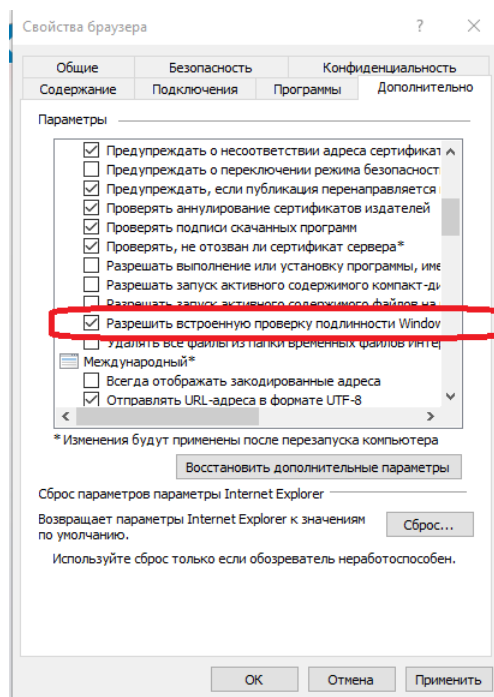 Свойства браузера
Общие Безопасность Конфиденциальность
Содержание Подключения Программы Дополнительно
Параметры
Предупреждать о несоответствии адреса сертификат
Предупреждать о переключении режима безопасност
Предупреждать, если публикация перенаправляется
Проверять аннулирование сертификатов издателей
Проверять подписи скачанных программ
Проверять, не отозван ли сертификат сервера*
Разрешать выполнение или установку программы, име
Разрешать запуск активного содержимого компакт-ди
Разрешать запуск активного содержимого файлов на
Разрешить встроенную проверку подлинности Window
Удалять все файлы из папки временных файлов Интер
Международный*
Всегда отображать закодированные адреса
Отправлять URL-адреса в формате UTF-8
* Изменения будут применены после перезапуска компьютера
Восстановить дополнительные параметры
Сброс параметров параметры Internet Explorer
Возвращает параметры Internet Explorer к значениям
по умолчанию.
Сброс...
Используйте сброс только если обозреватель неработоспособен.
ОК Отмена Применить